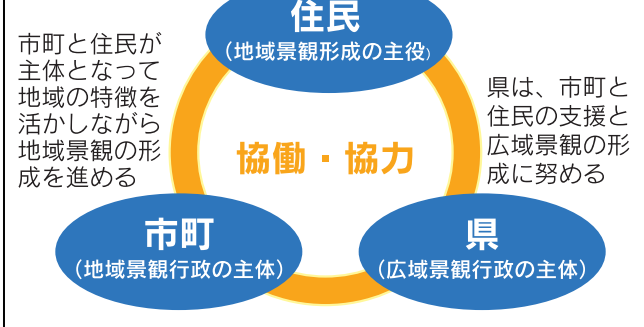 住民
（地域景観形成の主役）
市町と住民が
主体となって
地域の特徴を
活かしながら
地域景観の形
成を進める
県は、市町と
住民の支援と
広域景観の形
成に努める
協働・協力
市町
（地域景観行政の主体）
県
（広域景観行政の主体）